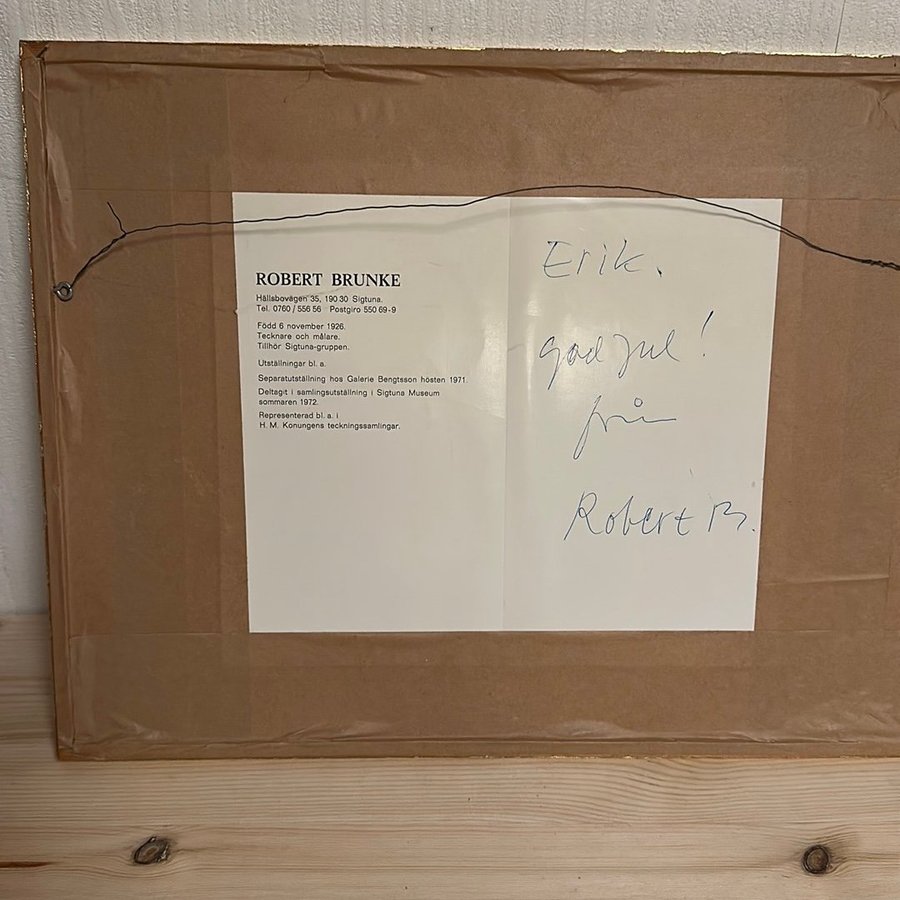 ROBERT BRUNKE
Hållsbovägen 35, 190 30 Sigtuna.
Tel. 0760 / 556 56 Postgiro 550 69-9
Född 6 november 1926.
Tecknare och målare.
Tillhör Sigtuna-gruppen.
Utställningar bl. a.
Separatutställning hos Galerie Bengtsson hösten 1971.
Deltagit i samlingsutställning i Sigtuna Museum
sommaren 1972.
Representerad bl. a. i
H. M. Konungens teckningssamlingar.
Erik.
god jul!
från
Robert B.